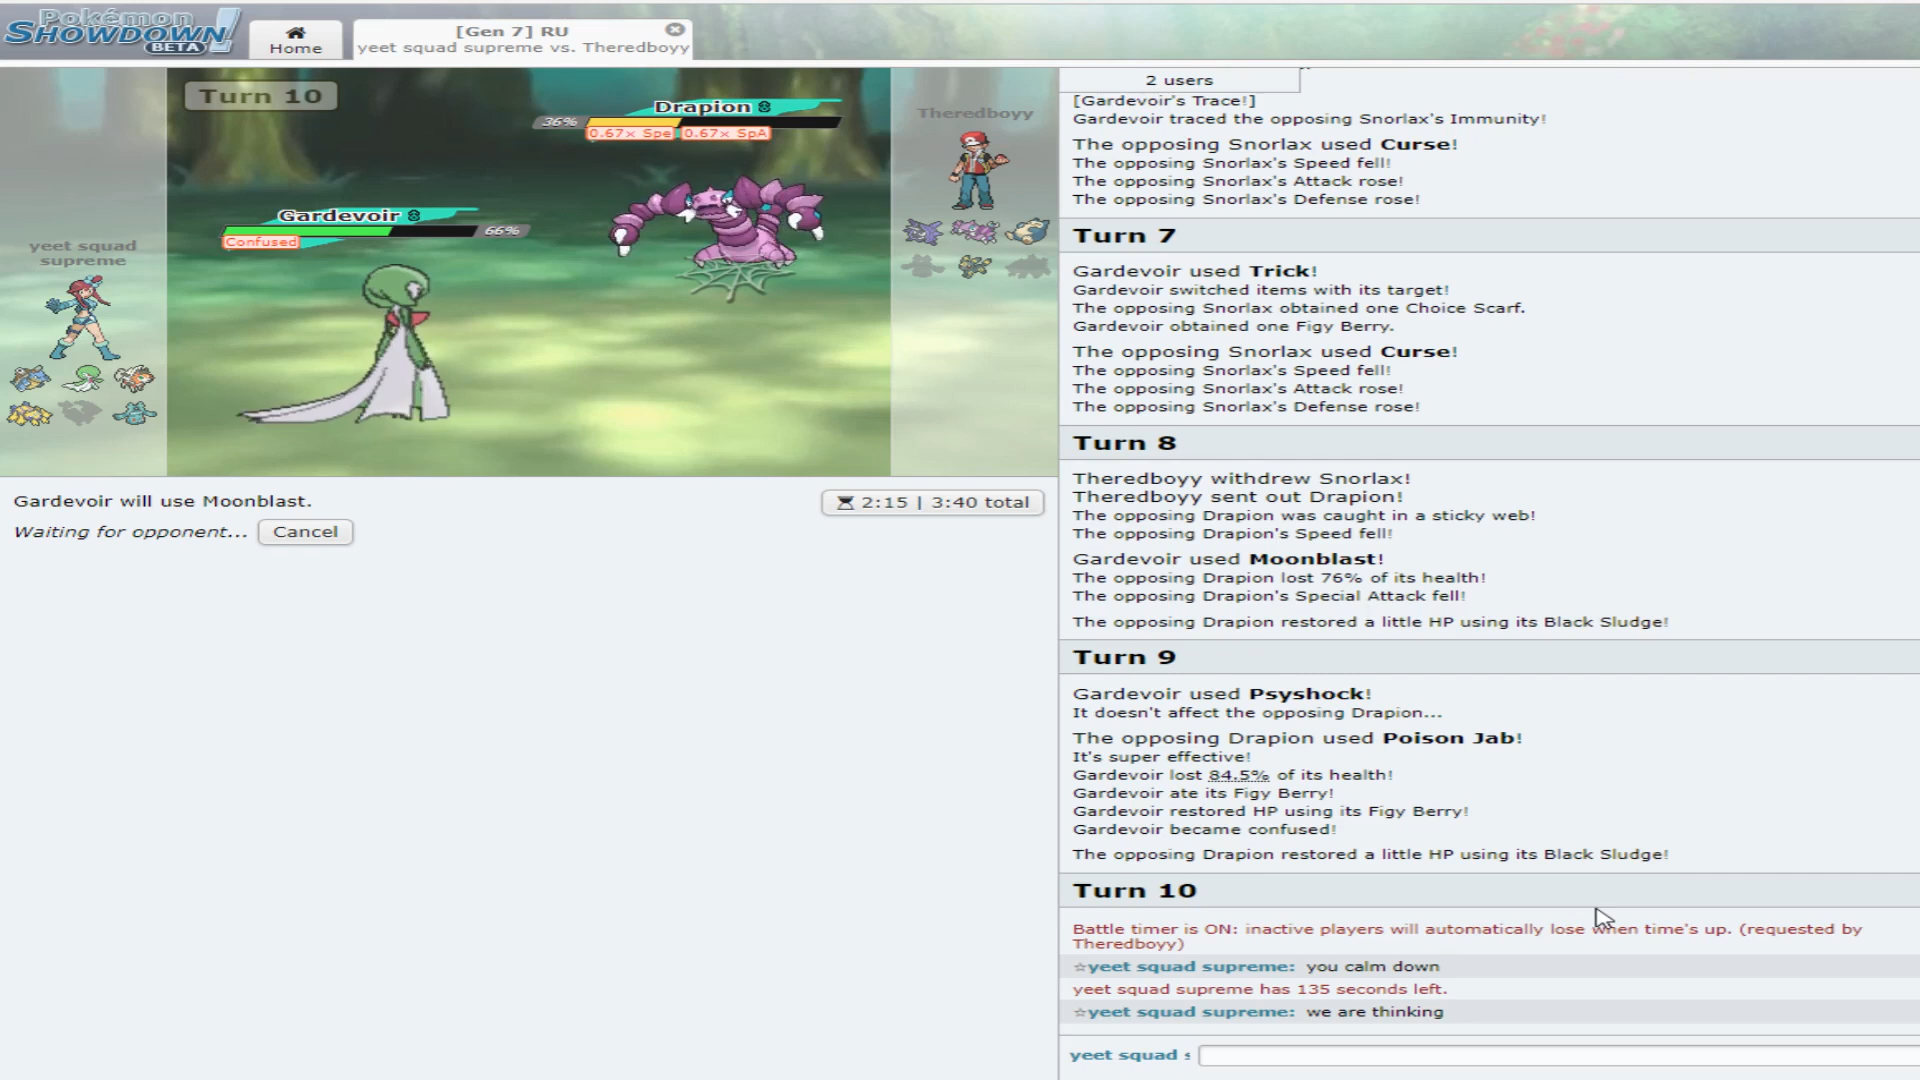 Pokémon
SHOWDOWN!
BETA
Home
[Gen 7] RU
yeet squad supreme vs. Theredboyy
Turn 10
Drapion
36%
0.67× Spe 0.67× SpA
Gardevoir
66%
Confused
yeet squad
supreme
Theredboyy
Gardevoir will use Moonblast.
2:15 | 3:40 total
Waiting for opponent... Cancel
2 users
[Gardevoir's Trace!]
Gardevoir traced the opposing Snorlax's Immunity!
The opposing Snorlax used Curse!
The opposing Snorlax's Speed fell!
The opposing Snorlax's Attack rose!
The opposing Snorlax's Defense rose!
Turn 7
Gardevoir used Trick!
Gardevoir switched items with its target!
The opposing Snorlax obtained one Choice Scarf.
Gardevoir obtained one Figy Berry.
The opposing Snorlax used Curse!
The opposing Snorlax's Speed fell!
The opposing Snorlax's Attack rose!
The opposing Snorlax's Defense rose!
Turn 8
Theredboyy withdrew Snorlax!
Theredboyy sent out Drapion!
The opposing Drapion was caught in a sticky web!
The opposing Drapion's Speed fell!
Gardevoir used Moonblast!
The opposing Drapion lost 76% of its health!
The opposing Drapion's Special Attack fell!
The opposing Drapion restored a little HP using its Black Sludge!
Turn 9
Gardevoir used Psyshock!
It doesn't affect the opposing Drapion...
The opposing Drapion used Poison Jab!
It's super effective!
Gardevoir lost 84.5% of its health!
Gardevoir ate its Figy Berry!
Gardevoir restored HP using its Figy Berry!
Gardevoir became confused!
The opposing Drapion restored a little HP using its Black Sludge!
Turn 10
Battle timer is ON: inactive players will automatically lose when time's up. (requested by
Theredboyy)
☆yeet squad supreme: you calm down
yeet squad supreme has 135 seconds left.
☆yeet squad supreme: we are thinking
yeet squad s